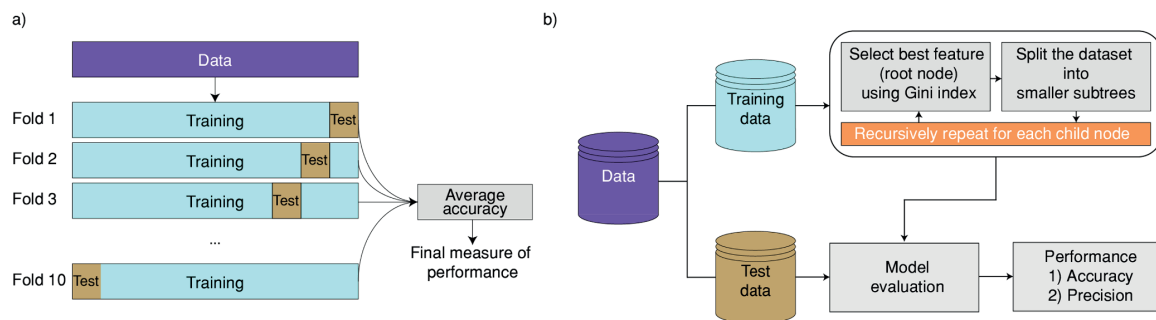 a)
Data
Fold 1
Training
Test
Fold 2
Training
Test
Fold 3
Training
Test
...
Fold 10
Test
Training
Average
accuracy
Final measure of
performance
b)
Data
Training
data
Test
data
Select best feature
(root node)
using Gini index
Split the dataset
into
smaller subtrees
Recursively repeat for each child node
Model
evaluation
Performance
1) Accuracy
2) Precision